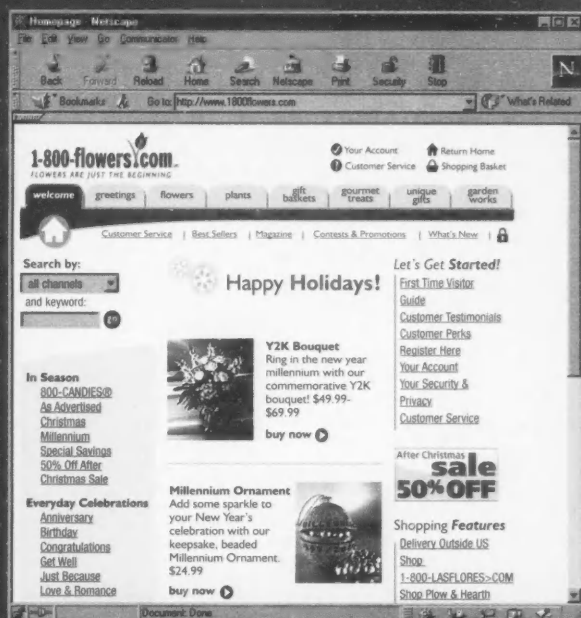 Homepage - Netscape
File Edit View Go Communicator Help
Back Forward Reload Home Search Netscape Print Security Stop
N
Bookmarks Go to: http://www.1800flowers.com What's Related
1-800-flowers.com
FLOWERS ARE JUST THE BEGINNING
Your Account Return Home
Customer Service Shopping Basket
welcome greetings flowers plants gift baskets gourmet treats unique gifts garden works
Customer Service | Best Sellers | Magazine | Contests & Promotions | What's New |
Search by:
all channels
and keyword:
go
In Season
800-CANDIES®
As Advertised
Christmas
Millennium
Special Savings
50% Off After
Christmas Sale
Everyday Celebrations
Anniversary
Birthday
Congratulations
Get Well
Just Because
Love & Romance
Happy Holidays!
Y2K Bouquet
Ring in the new year
millennium with our
commemorative Y2K
bouquet! $49.99-
$69.99
buy now
Millennium Ornament
Add some sparkle to
your New Year's
celebration with our
keepsake, beaded
Millennium Ornament.
$24.99
buy now
Let's Get Started!
First Time Visitor
Guide
Customer Testimonials
Customer Perks
Register Here
Your Account
Your Security &
Privacy
Customer Service
After Christmas
sale
50% OFF
Shopping Features
Delivery Outside US
Shop
1-800-LASFLORES>COM
Shop Plow & Hearth
Document: Done